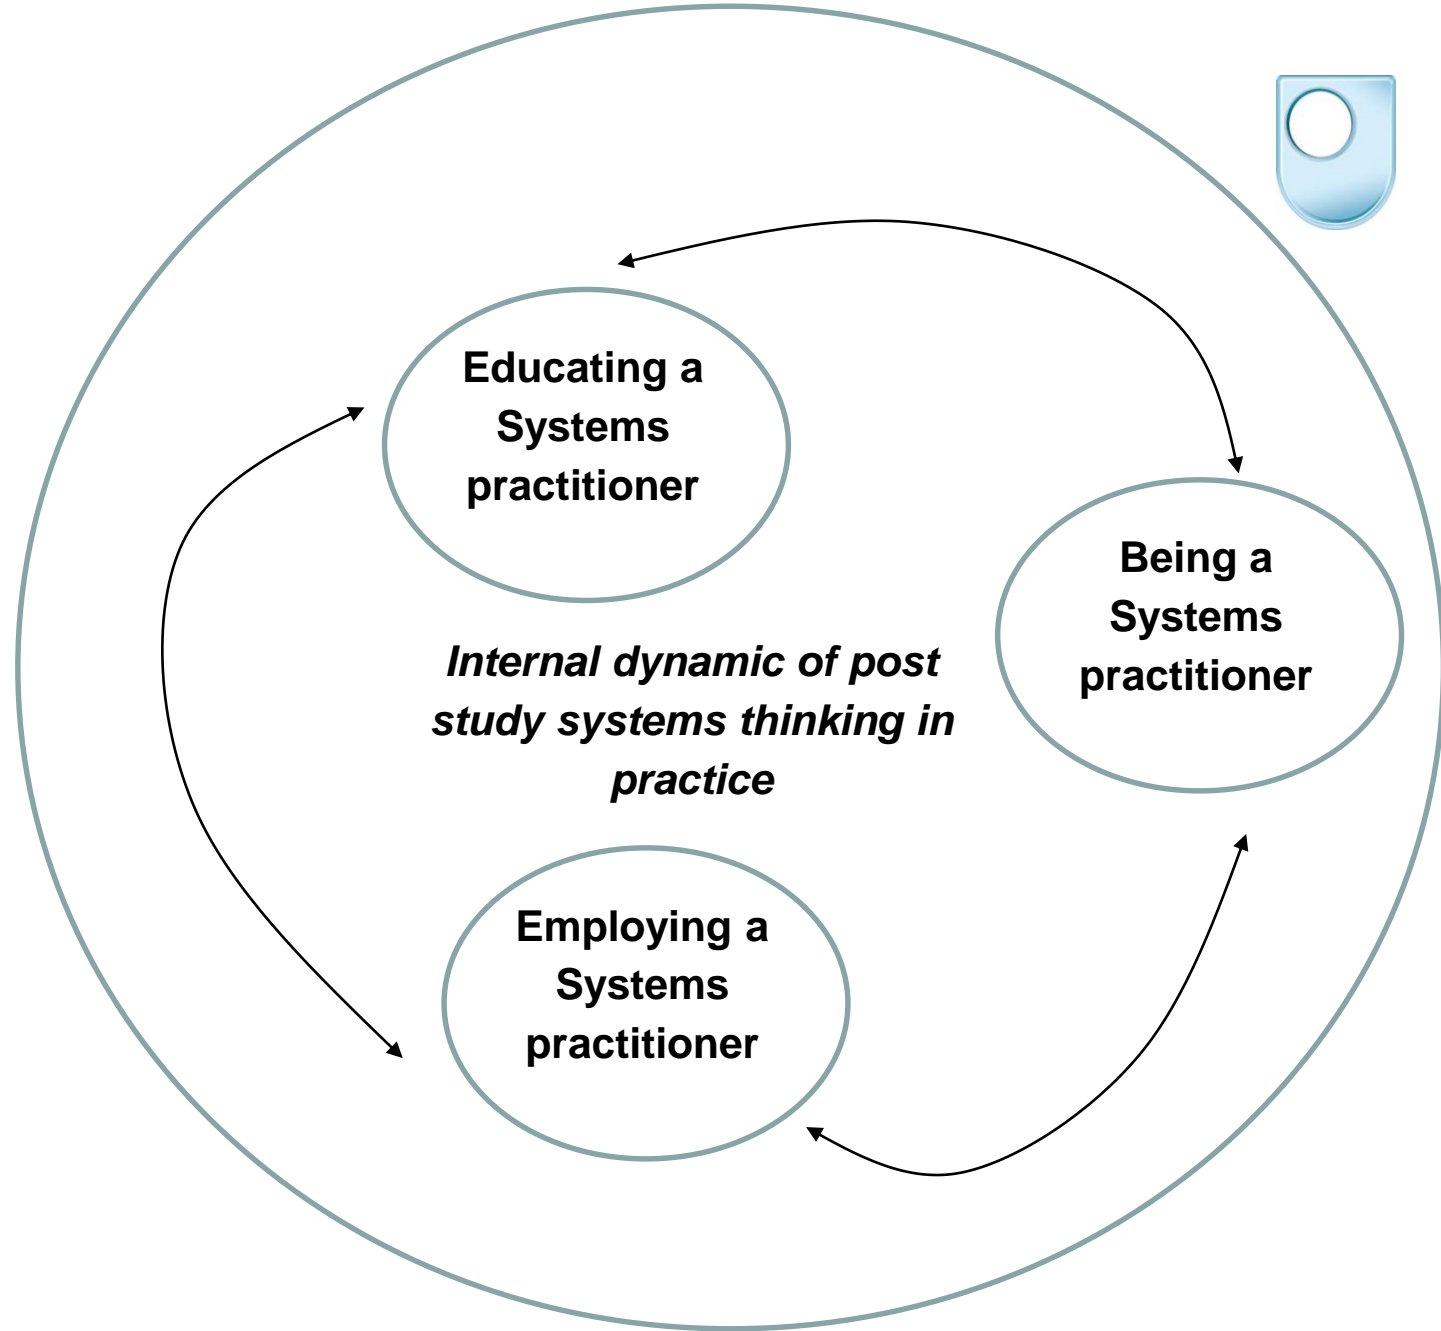 Educating a
Systems
practitioner
Being a
Systems
practitioner
Internal dynamic of post
study systems thinking in
practice
Employing a
Systems
practitioner